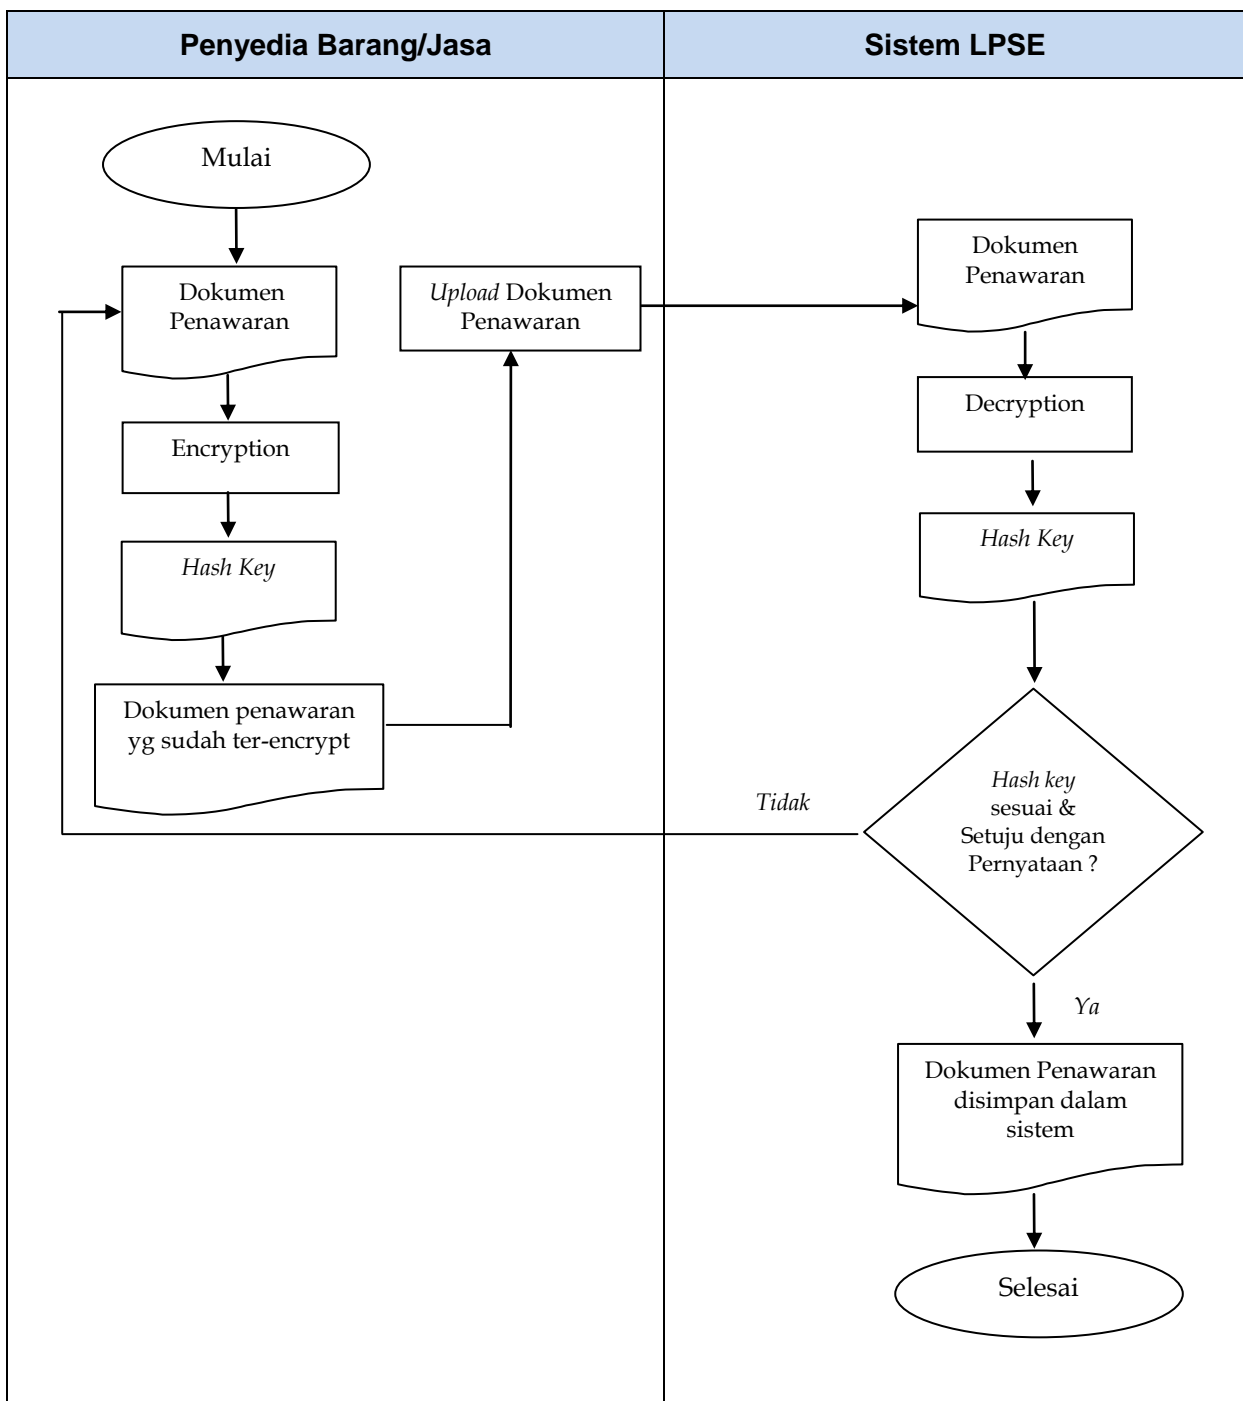 Penyedia Barang/Jasa
Sistem LPSE
Mulai
Dokumen
Penawaran
Encryption
Hash Key
Dokumen penawaran
yg sudah ter-encrypt
Upload Dokumen
Penawaran
Dokumen
Penawaran
Decryption
Hash Key
Hash key
sesuai &
Setuju dengan
Pernyataan ?
Tidak
Ya
Dokumen Penawaran
disimpan dalam
sistem
Selesai